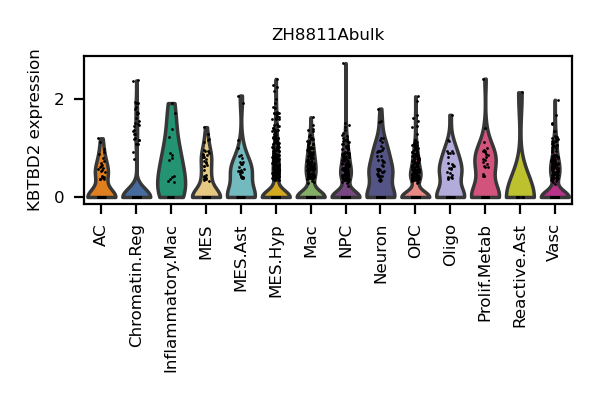 ZH8811Abulk
KBTBD2 expression
2
0
AC
Chromatin.Reg
Inflammatory.Mac
MES
MES.Ast
MES.Hyp
Mac
NPC
Neuron
OPC
Oligo
Prolif.Metab
Reactive.Ast
Vasc